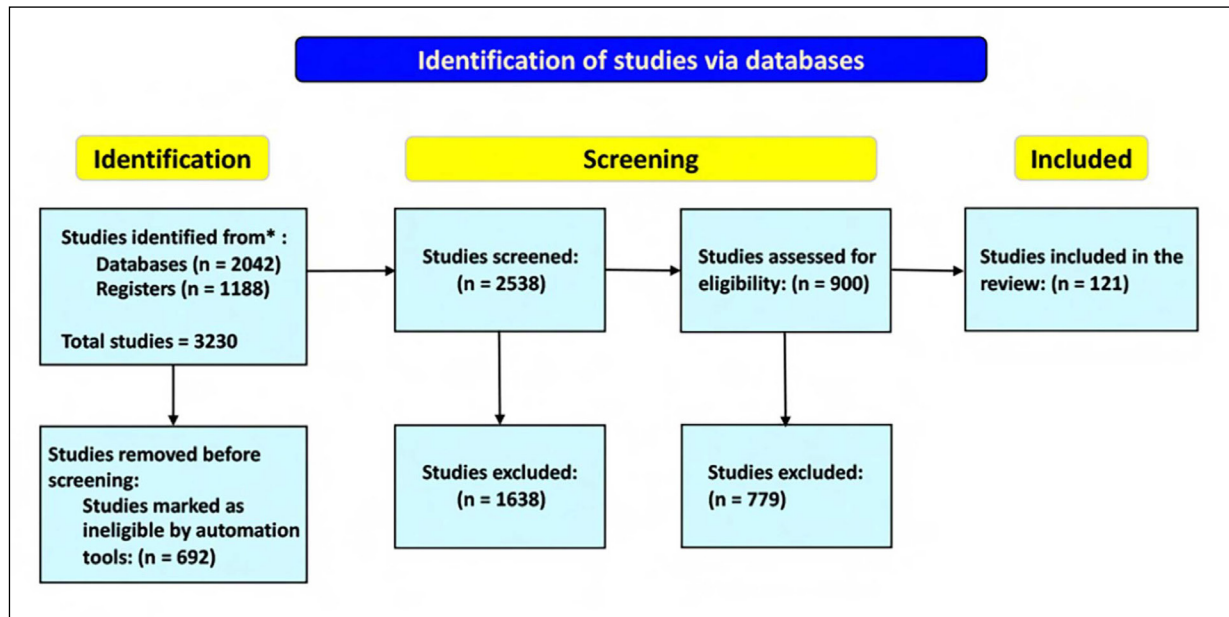 Identification of studies via databases
Identification
Screening
Included
Studies identified from* :
Databases (n = 2042)
Registers (n = 1188)
Total studies = 3230
Studies screened:
(n = 2538)
Studies assessed for
eligibility: (n = 900)
Studies included in the
review: (n = 121)
Studies removed before
screening:
Studies marked as
ineligible by automation
tools: (n = 692)
Studies excluded:
(n = 1638)
Studies excluded:
(n = 779)